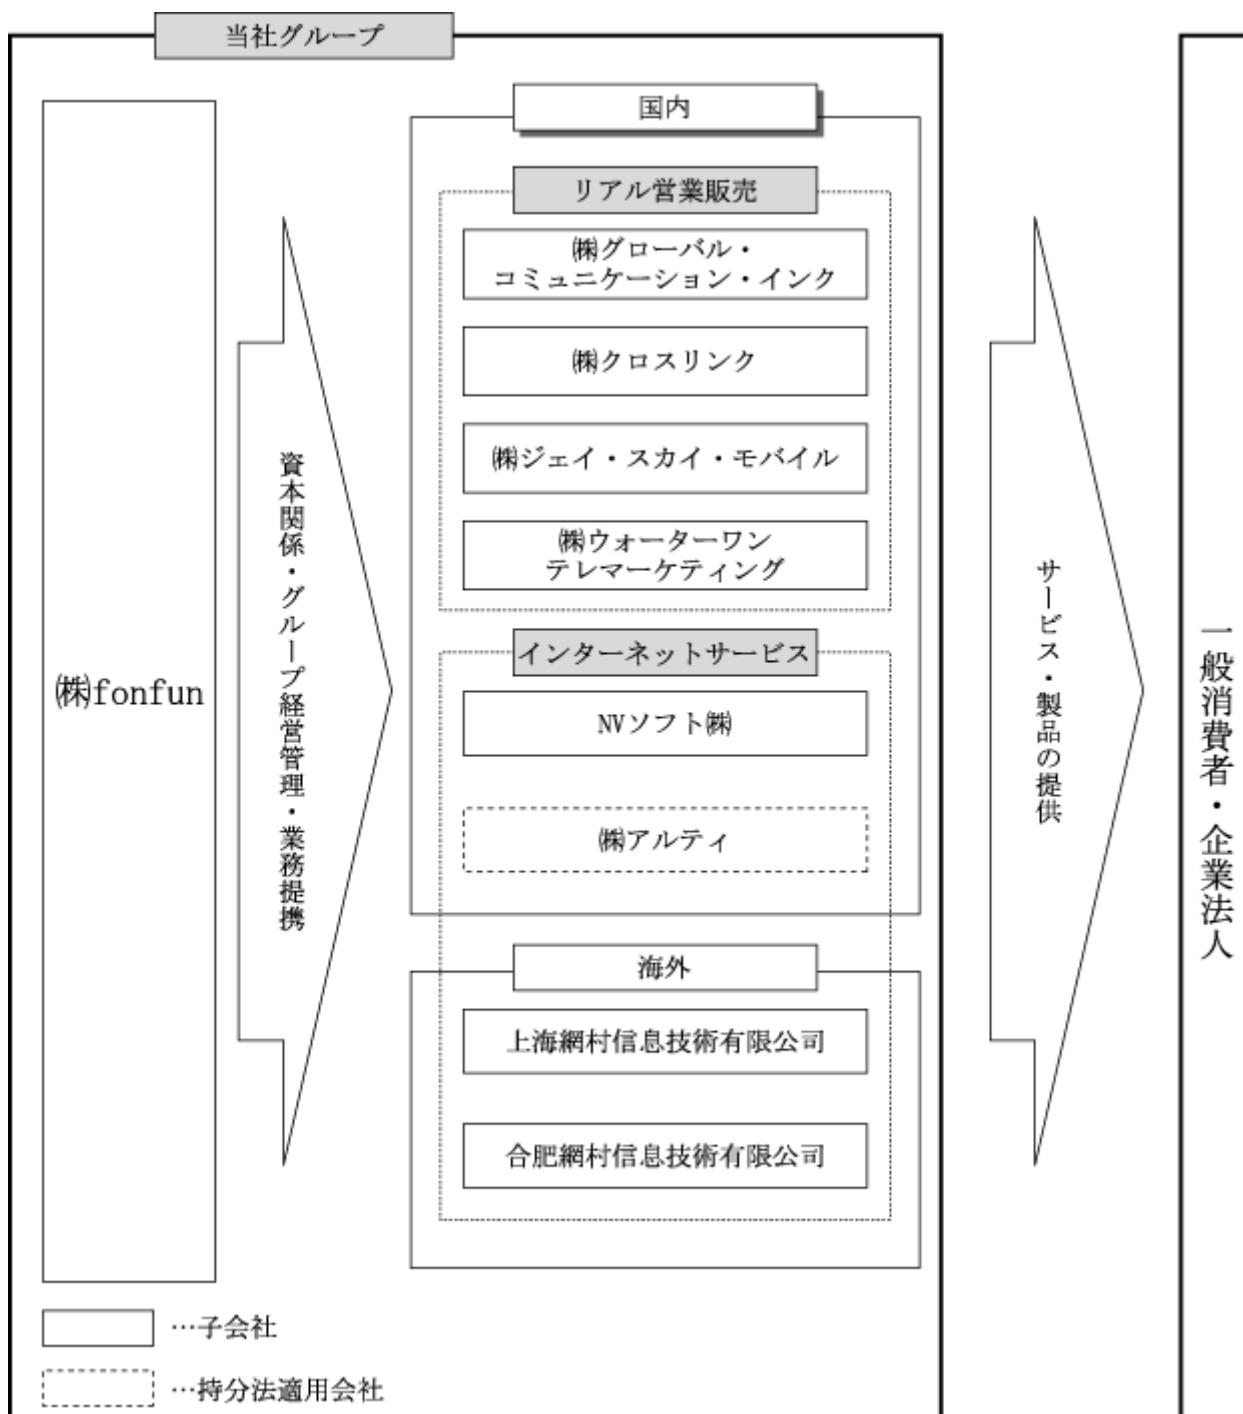 当社グループ
㈱fonfun
資本関係・グループ経営管理・業務提携
国内
リアル営業販売
㈱グローバル・
コミュニケーション・インク
㈱クロスリンク
㈱ジェイ・スカイ・モバイル
㈱ウォーターワン
テレマーケティング
インターネットサービス
NVソフト㈱
㈱アルティ
海外
上海網村信息技術有限公司
合肥網村信息技術有限公司
サービス・製品の提供
一般消費者・企業法人
…子会社
…持分法適用会社